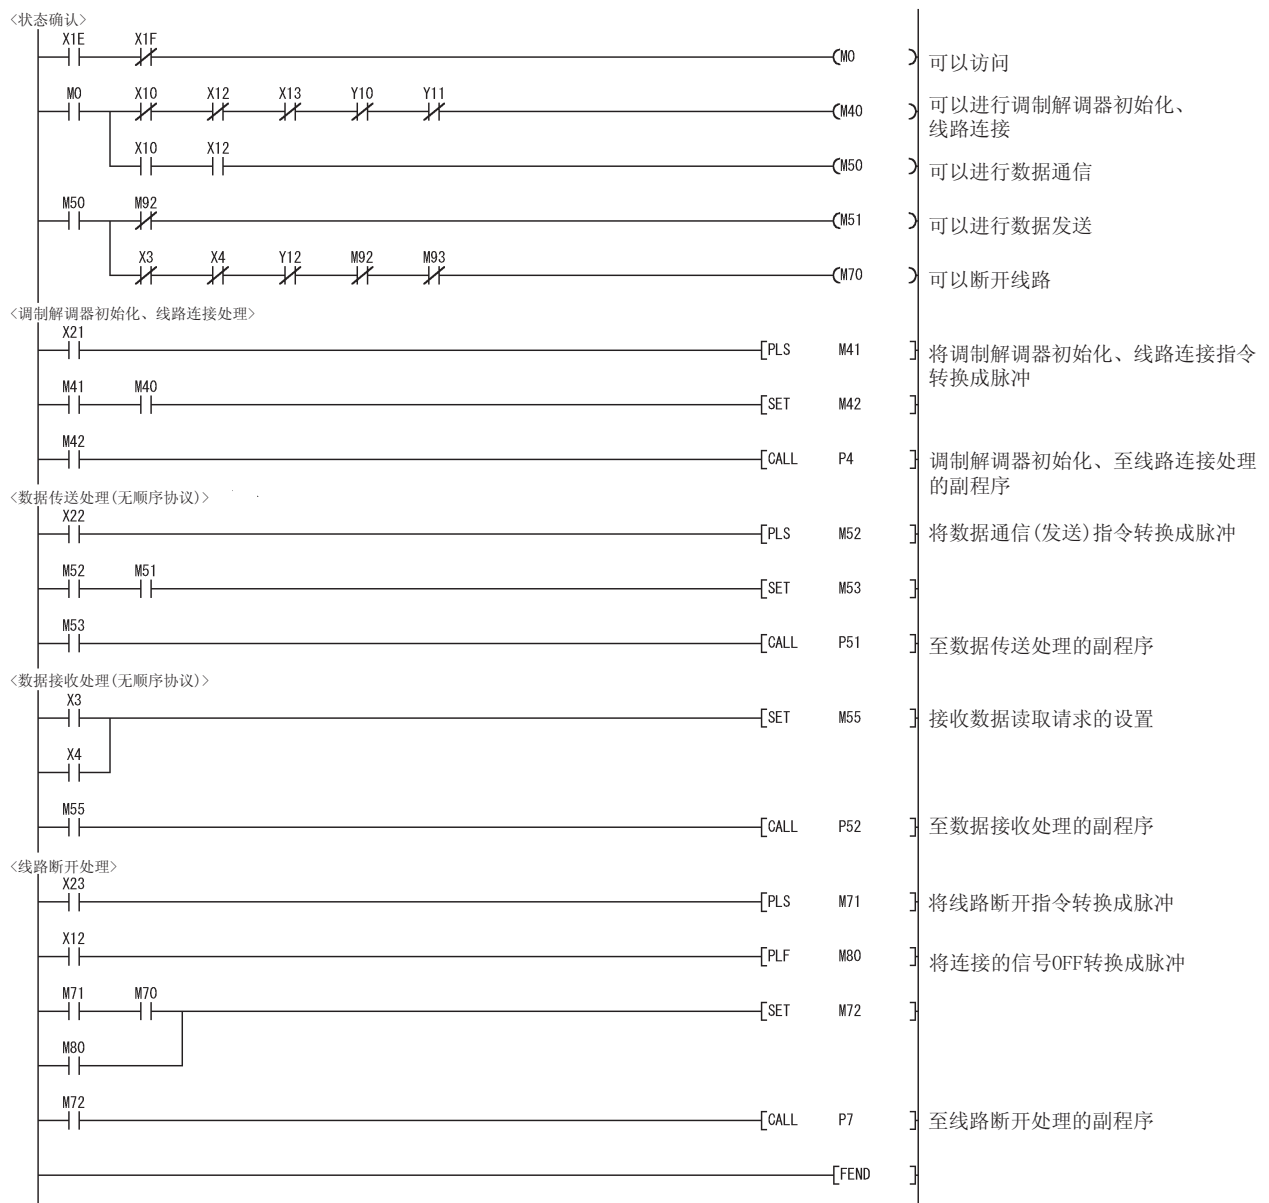 <状态确认>
X1E X1F
(M0 ) 可以访问
M0 X10 X12 X13 Y10 Y11
(M40 ) 可以进行调制解调器初始化、
线路连接
X10 X12
(M50 ) 可以进行数据通信
M50 M92
(M51 ) 可以进行数据发送
X3 X4 Y12 M92 M93
(M70 ) 可以断开线路
<调制解调器初始化、线路连接处理>
X21
[PLS M41 ] 将调制解调器初始化、线路连接指令
转换成脉冲
M41 M40
[SET M42 ]
M42
[CALL P4 ] 调制解调器初始化、至线路连接处理
的副程序
<数据传送处理(无顺序协议)>
X22
[PLS M52 ] 将数据通信(发送)指令转换成脉冲
M52 M51
[SET M53 ]
M53
[CALL P51 ] 至数据传送处理的副程序
<数据接收处理(无顺序协议)>
X3
[SET M55 ] 接收数据读取请求的设置
X4
M55
[CALL P52 ] 至数据接收处理的副程序
<线路断开处理>
X23
[PLS M71 ] 将线路断开指令转换成脉冲
X12
[PLF M80 ] 将连接的信号OFF转换成脉冲
M71 M70
[SET M72 ]
M80
M72
[CALL P7 ] 至线路断开处理的副程序
[FEND ]